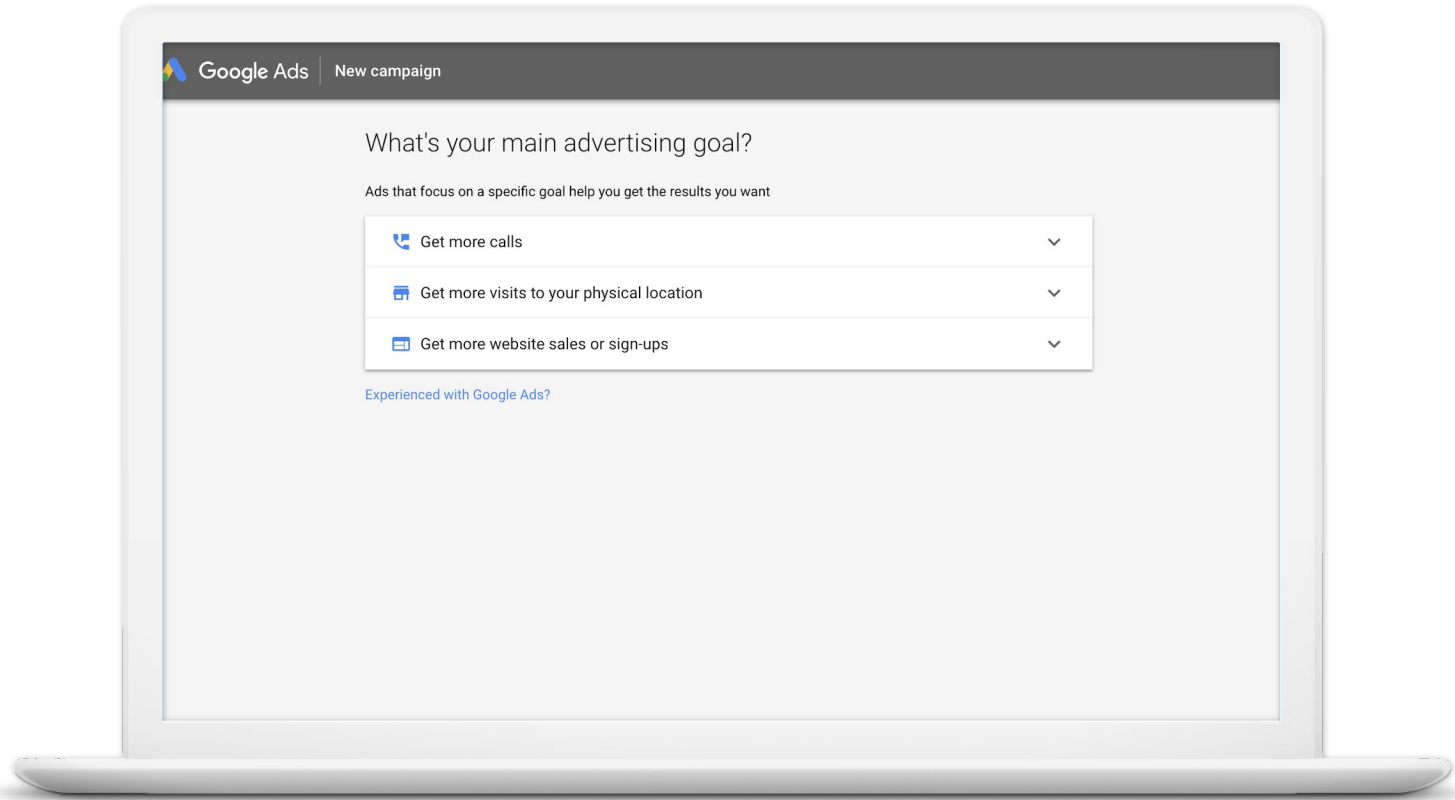 Google Ads New campaign
What's your main advertising goal?
Ads that focus on a specific goal help you get the results you want
Get more calls
Get more visits to your physical location
Get more website sales or sign-ups
Experienced with Google Ads?